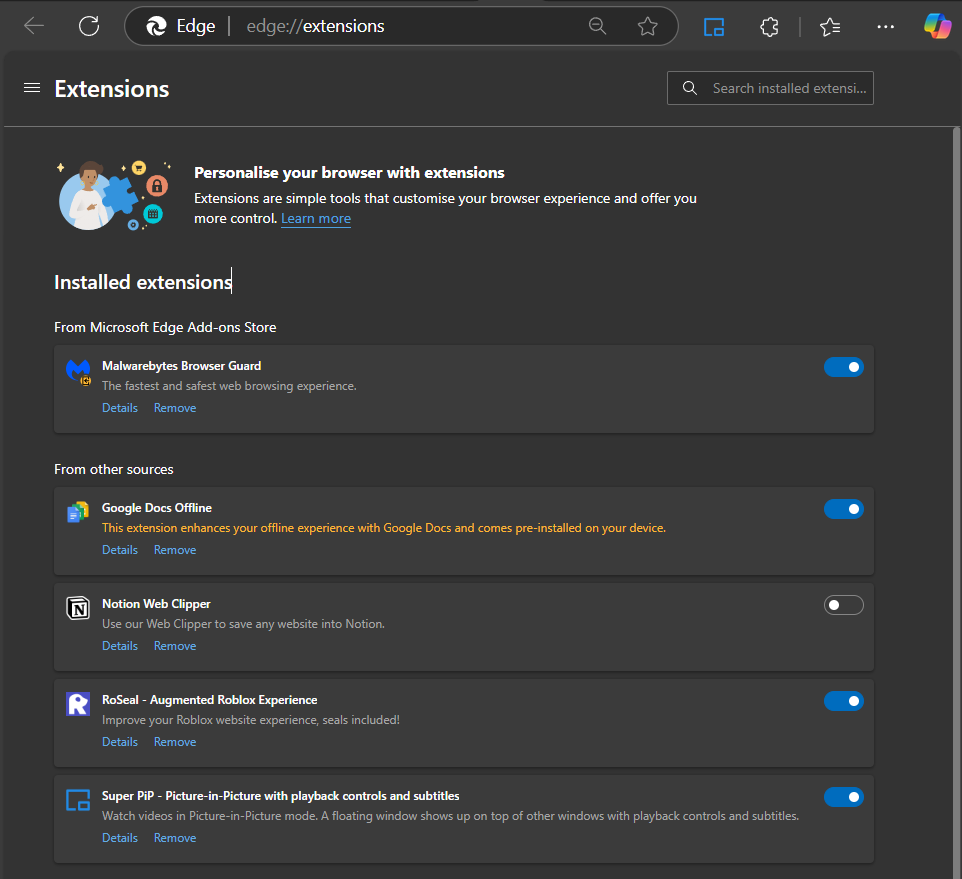 Edge | edge://extensions
Extensions
Search installed extensi...
Personalise your browser with extensions
Extensions are simple tools that customise your browser experience and offer you
more control. Learn more
Installed extensions
From Microsoft Edge Add-ons Store
Malwarebytes Browser Guard
The fastest and safest web browsing experience.
Details Remove
From other sources
Google Docs Offline
This extension enhances your offline experience with Google Docs and comes pre-installed on your device.
Details Remove
Notion Web Clipper
Use our Web Clipper to save any website into Notion.
Details Remove
RoSeal - Augmented Roblox Experience
Improve your Roblox website experience, seals included!
Details Remove
Super PiP - Picture-in-Picture with playback controls and subtitles
Watch videos in Picture-in-Picture mode. A floating window shows up on top of other windows with playback controls and subtitles.
Details Remove